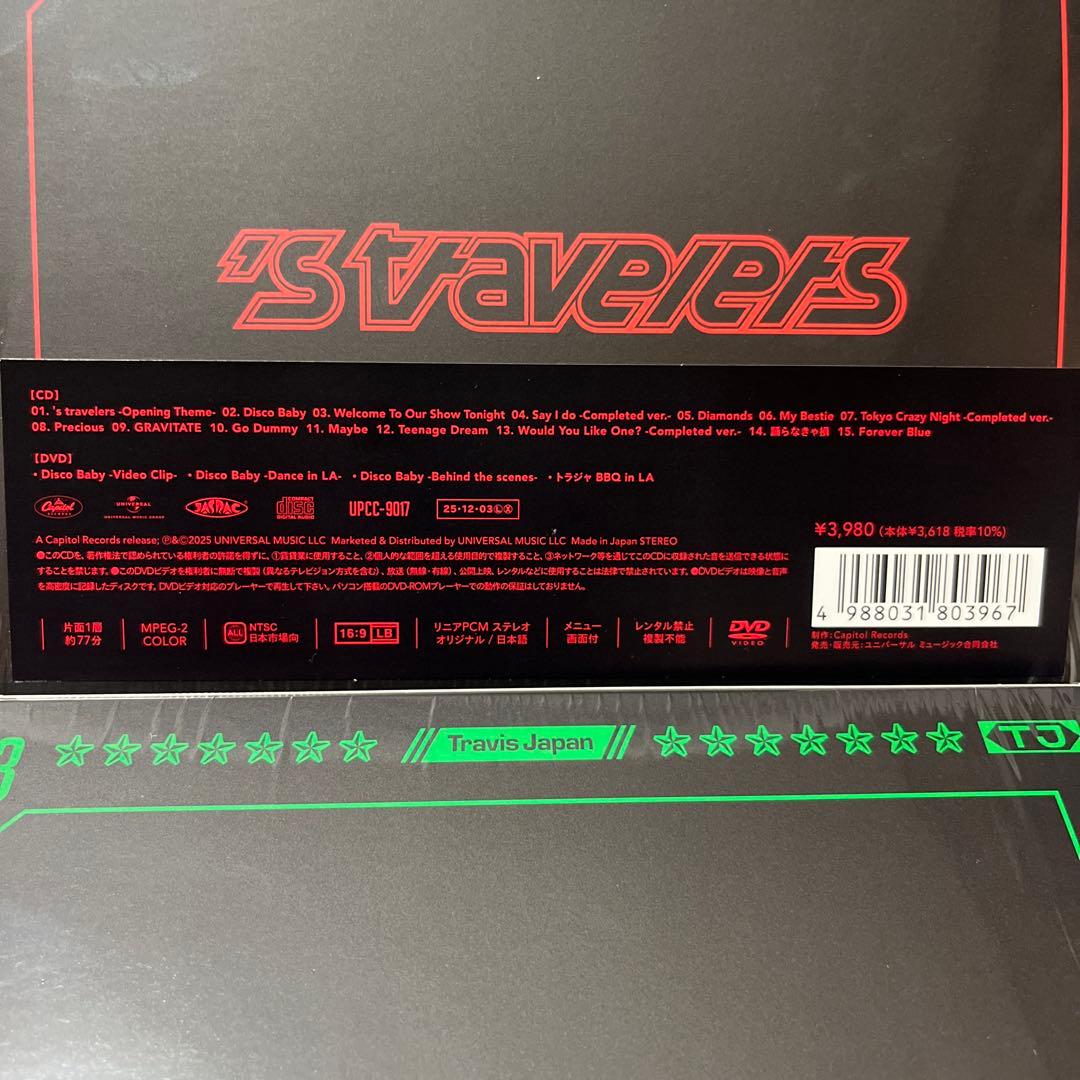 's travelers
【CD】
01. 's travelers -Opening Theme- 02. Disco Baby 03. Welcome To Our Show Tonight 04. Say I do -Completed ver.- 05. Diamonds 06. My Bestie 07. Tokyo Crazy Night -Completed ver.-
08. Precious 09. GRAVITATE 10. Go Dummy 11. Maybe 12. Teenage Dream 13. Would You Like One? -Completed ver.- 14. 踊らなきゃ損 15. Forever Blue
【DVD】
・Disco Baby -Video Clip- ・Disco Baby -Dance in LA- ・Disco Baby -Behind the scenes- ・トラジャ BBQ in LA
Capitol RECORDS UNIVERSAL UNIVERSAL MUSIC GROUP JASRAC COMPACT disc DIGITAL AUDIO UPCC-9017 25・12・03ⓁⓍ
¥3,980(本体¥3,618 税率10%)
A Capitol Records release; ℗&©2025 UNIVERSAL MUSIC LLC Marketed & Distributed by UNIVERSAL MUSIC LLC Made in Japan STEREO
●このCDを、著作権法で認められている権利者の許諾を得ずに、①賃貸業に使用すること、②個人的な範囲を超える使用目的で複製すること、③ネットワーク等を通じてこのCDに収録された音を送信できる状態に
することを禁じます。●このDVDビデオを権利者に無断で複製(異なるテレビジョン方式を含む)、放送(無線・有線)、公開上映、レンタルなどに使用することは法律で禁止されています。●DVDビデオは映像と音声
を高密度に記録したディスクです。DVDビデオ対応のプレーヤーで再生して下さい。パソコン搭載のDVD-ROMプレーヤーでの動作の保証はしておりません。
4 988031 803967
片面1層 約77分
MPEG-2 COLOR
ALL NTSC 日本市場向
16:9 LB
リニアPCM ステレオ オリジナル / 日本語
メニュー 画面付
レンタル禁止 複製不能
DVD VIDEO
制作:Capitol Records
発売・販売元:ユニバーサル ミュージック合同会社
3 Travis Japan TJ